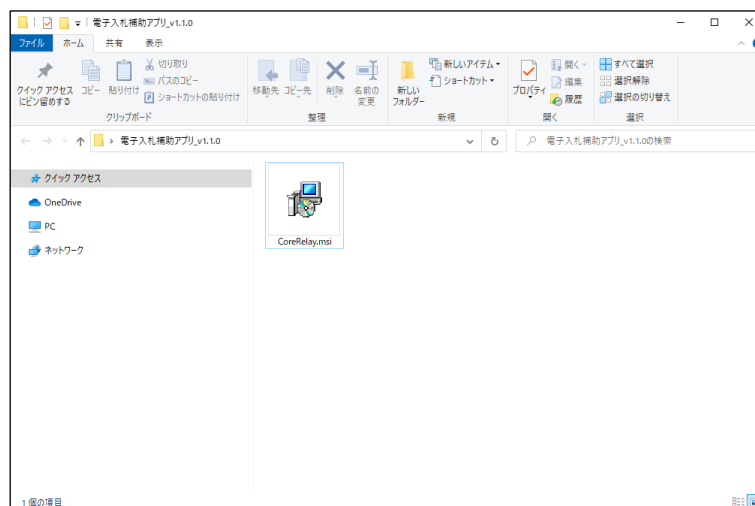 電子入札補助アプリ_v1.1.0
ファイル ホーム 共有 表示
クイック アクセス
にピン留めする
コピー
貼り付け
切り取り
パスのコピー
ショートカットの貼り付け
クリップボード
移動先
コピー先
削除
名前の
変更
整理
新しい
フォルダー
新しいアイテム
ショートカット
新規
プロパティ
開く
編集
履歴
開く
すべて選択
選択解除
選択の切り替え
選択
電子入札補助アプリ_v1.1.0
電子入札補助アプリ_v1.1.0の検索
クイック アクセス
OneDrive
PC
ネットワーク
CoreRelay.msi
1 個の項目